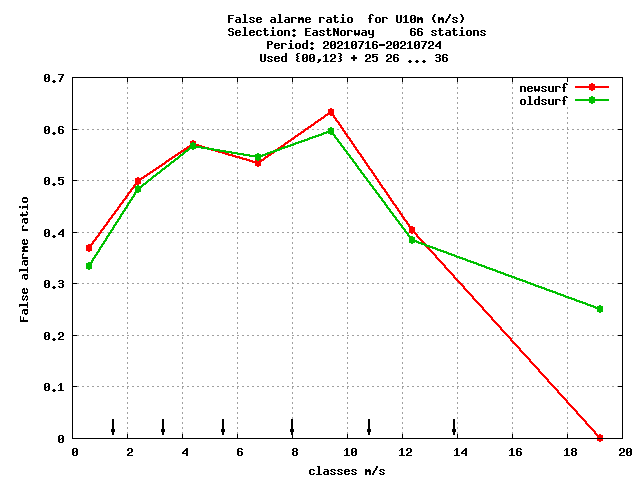 False alarme ratio  for U10m (m/s)
Selection: EastNorway     66 stations
Period: 20210716-20210724
Used {00,12} + 25 26 ... 36
newsurf
oldsurf
False alarme ratio
0.7
0.6
0.5
0.4
0.3
0.2
0.1
0
0 2 4 6 8 10 12 14 16 18 20
classes m/s